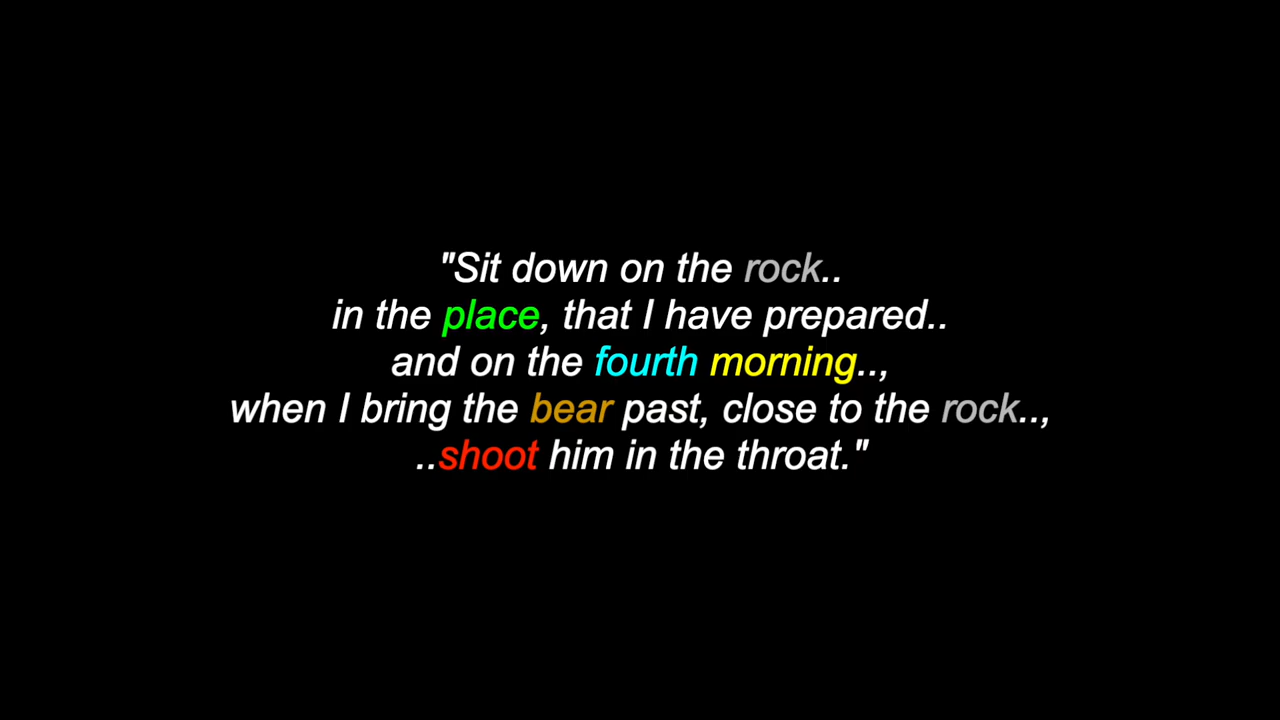 "Sit down on the rock..
in the place, that I have prepared..
and on the fourth morning..,
when I bring the bear past, close to the rock..,
..shoot him in the throat."